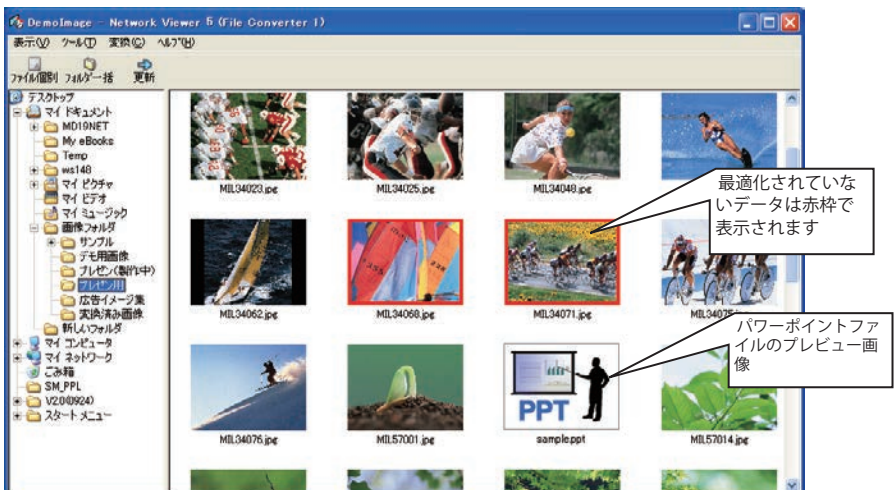 DemoImage - Network Viewer 5 (File Converter 1)
表示(V) ツール(T) 変換(C) ヘルプ(H)
ファイル個別 フォルダ一括 更新
デスクトップ
マイ ドキュメント
MD19NET
My eBooks
Temp
ws148
マイ ピクチャ
マイ ビデオ
マイ ミュージック
画像フォルダ
サンプル
デモ用画像
プレゼン(製作中)
プレゼン用
広告イメージ集
変換済み画像
新しいフォルダ
マイ コンピュータ
マイ ネットワーク
ごみ箱
SM_PPL
V2.0(0924)
スタート メニュー
MIL34023.jpg
MIL34025.jpg
MIL34048.jpg
最適化されていな
いデータは赤枠で
表示されます
MIL34062.jpg
MIL34068.jpg
MIL34071.jpg
パワーポイントファ
イルのプレビュー画
像
PPT
MIL34076.jpg
MIL57001.jpg
sample.ppt
MIL57014.jpg